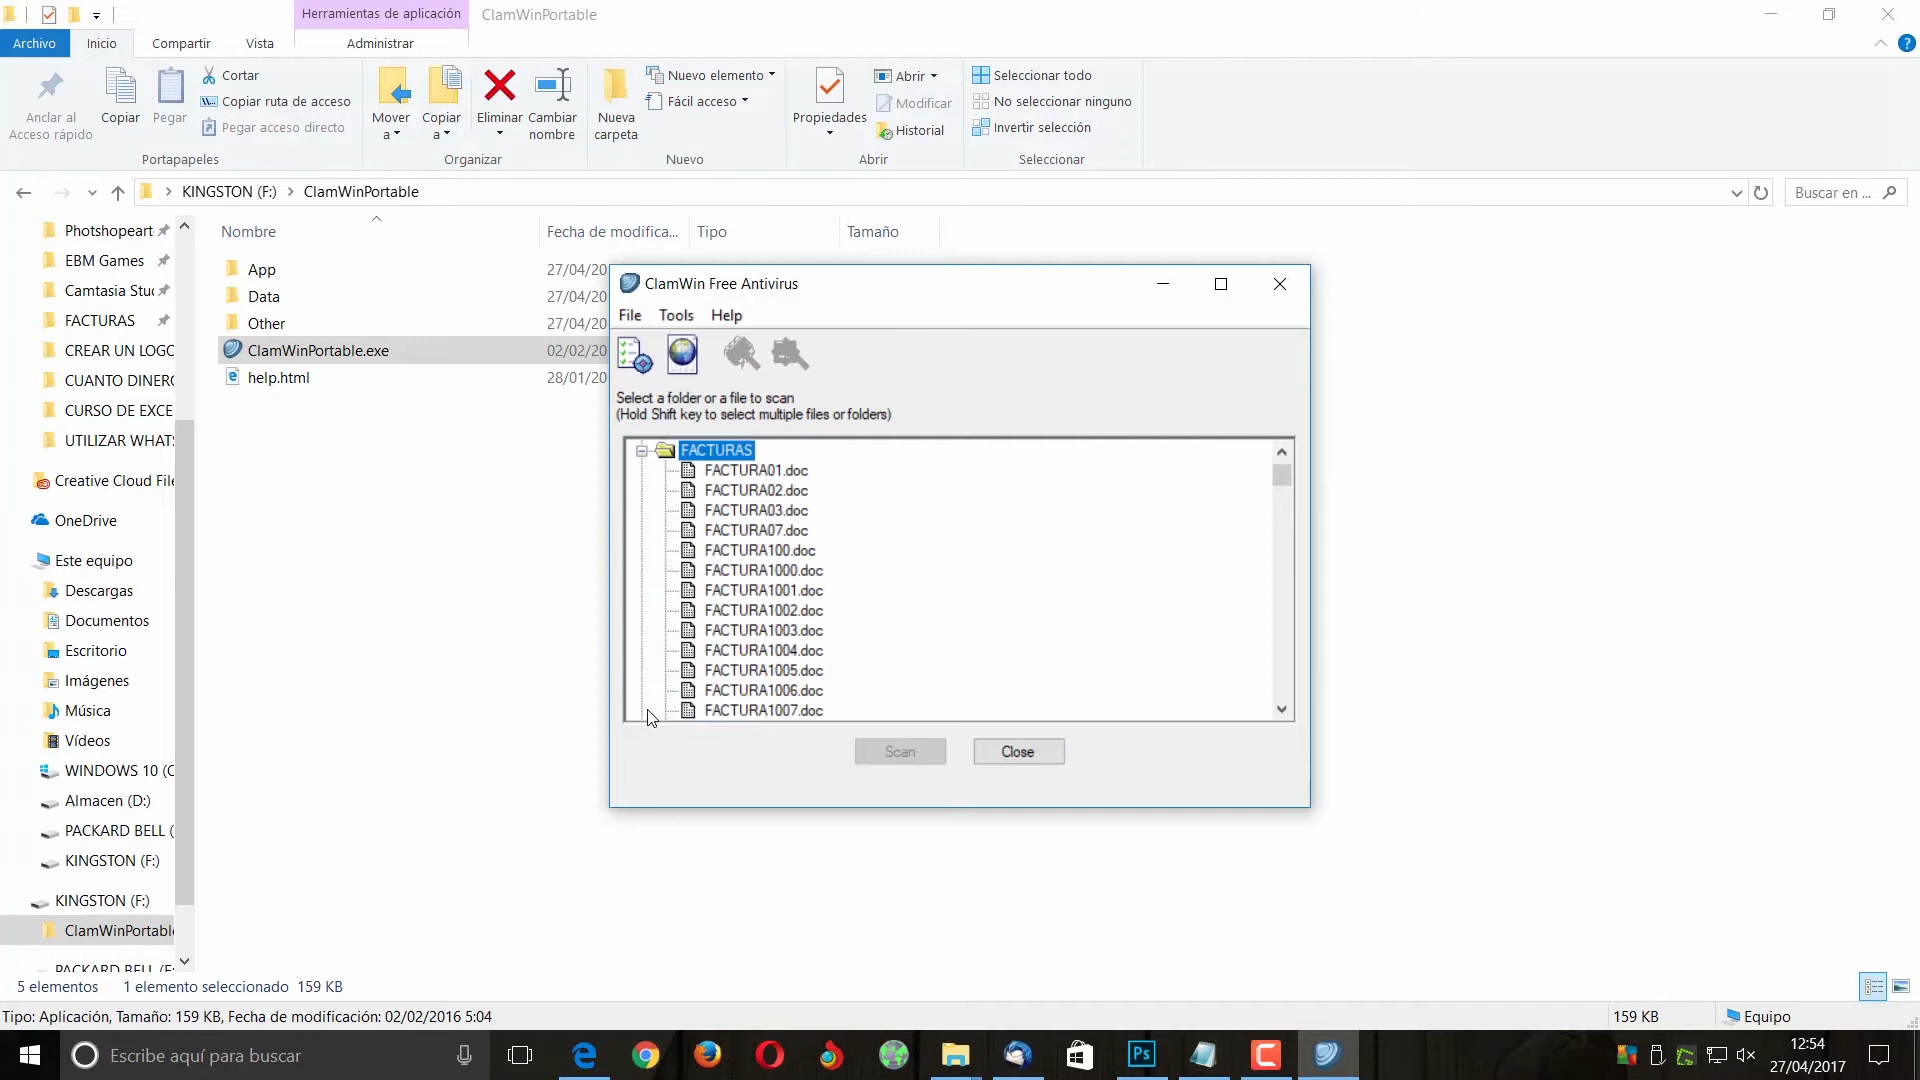 Herramientas de aplicación ClamWinPortable
Archivo Inicio Compartir Vista Administrar
Anclar al
Acceso rápido
Copiar
Pegar
Cortar
Copiar ruta de acceso
Pegar acceso directo
Portapapeles
Mover
a
Copiar
a
Eliminar
Cambiar
nombre
Organizar
Nueva
carpeta
Nuevo elemento
Fácil acceso
Nuevo
Propiedades
Abrir
Modificar
Historial
Abrir
Seleccionar todo
No seleccionar ninguno
Invertir selección
Seleccionar
KINGSTON (F:) ClamWinPortable
Buscar en ...
Photshopeart
EBM Games
Camtasia Stuc
FACTURAS
CREAR UN LOGC
CUANTO DINERC
CURSO DE EXCE
UTILIZAR WHATS
Creative Cloud File
OneDrive
Este equipo
Descargas
Documentos
Escritorio
Imágenes
Música
Vídeos
WINDOWS 10 (C
Almacen (D:)
PACKARD BELL (
KINGSTON (F:)
KINGSTON (F:)
ClamWinPortable
PACKARD BELL (E:
Nombre Fecha de modifica... Tipo Tamaño
App 27/04/20
Data 27/04/20
Other 27/04/20
ClamWinPortable.exe 02/02/20
help.html 28/01/20
ClamWin Free Antivirus
File Tools Help
Select a folder or a file to scan
(Hold Shift key to select multiple files or folders)
FACTURAS
FACTURA01.doc
FACTURA02.doc
FACTURA03.doc
FACTURA07.doc
FACTURA100.doc
FACTURA1000.doc
FACTURA1001.doc
FACTURA1002.doc
FACTURA1003.doc
FACTURA1004.doc
FACTURA1005.doc
FACTURA1006.doc
FACTURA1007.doc
Scan Close
5 elementos 1 elemento seleccionado 159 KB
Tipo: Aplicación, Tamaño: 159 KB, Fecha de modificación: 02/02/2016 5:04 159 KB Equipo
Escribe aquí para buscar
Ps
12:54
27/04/2017